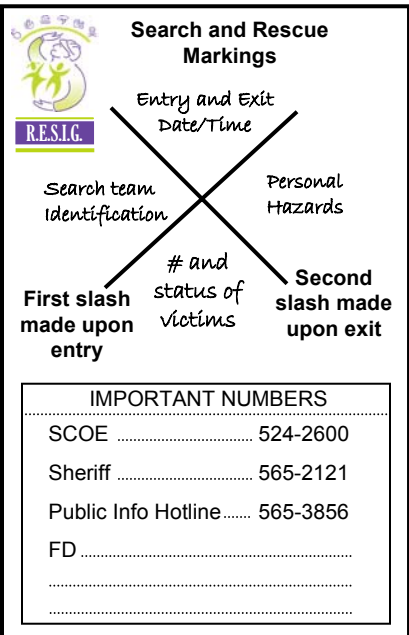 Search and Rescue
Markings
R.E.S.I.G.
Entry and Exit
Date/Time
Search team
Identification
Personal
Hazards
# and
status of
victims
First slash
made upon
entry
Second
slash made
upon exit
IMPORTANT NUMBERS
SCOE ................................ 524-2600
Sheriff ................................ 565-2121
Public Info Hotline ....... 565-3856
FD ................................................................
................................................................
................................................................